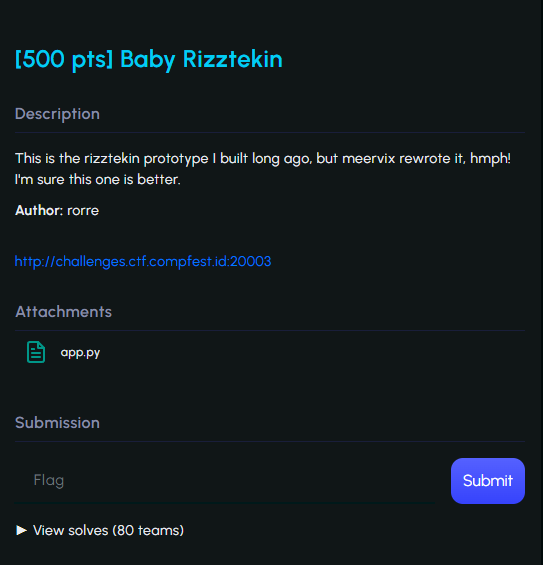 [500 pts] Baby Rizztekin
Description
This is the rizztekin prototype I built long ago, but meervix rewrote it, hmph!
I'm sure this one is better.
Author: rorre
http://challenges.ctf.compfest.id:20003
Attachments
app.py
Submission
Flag
Submit
► View solves (80 teams)